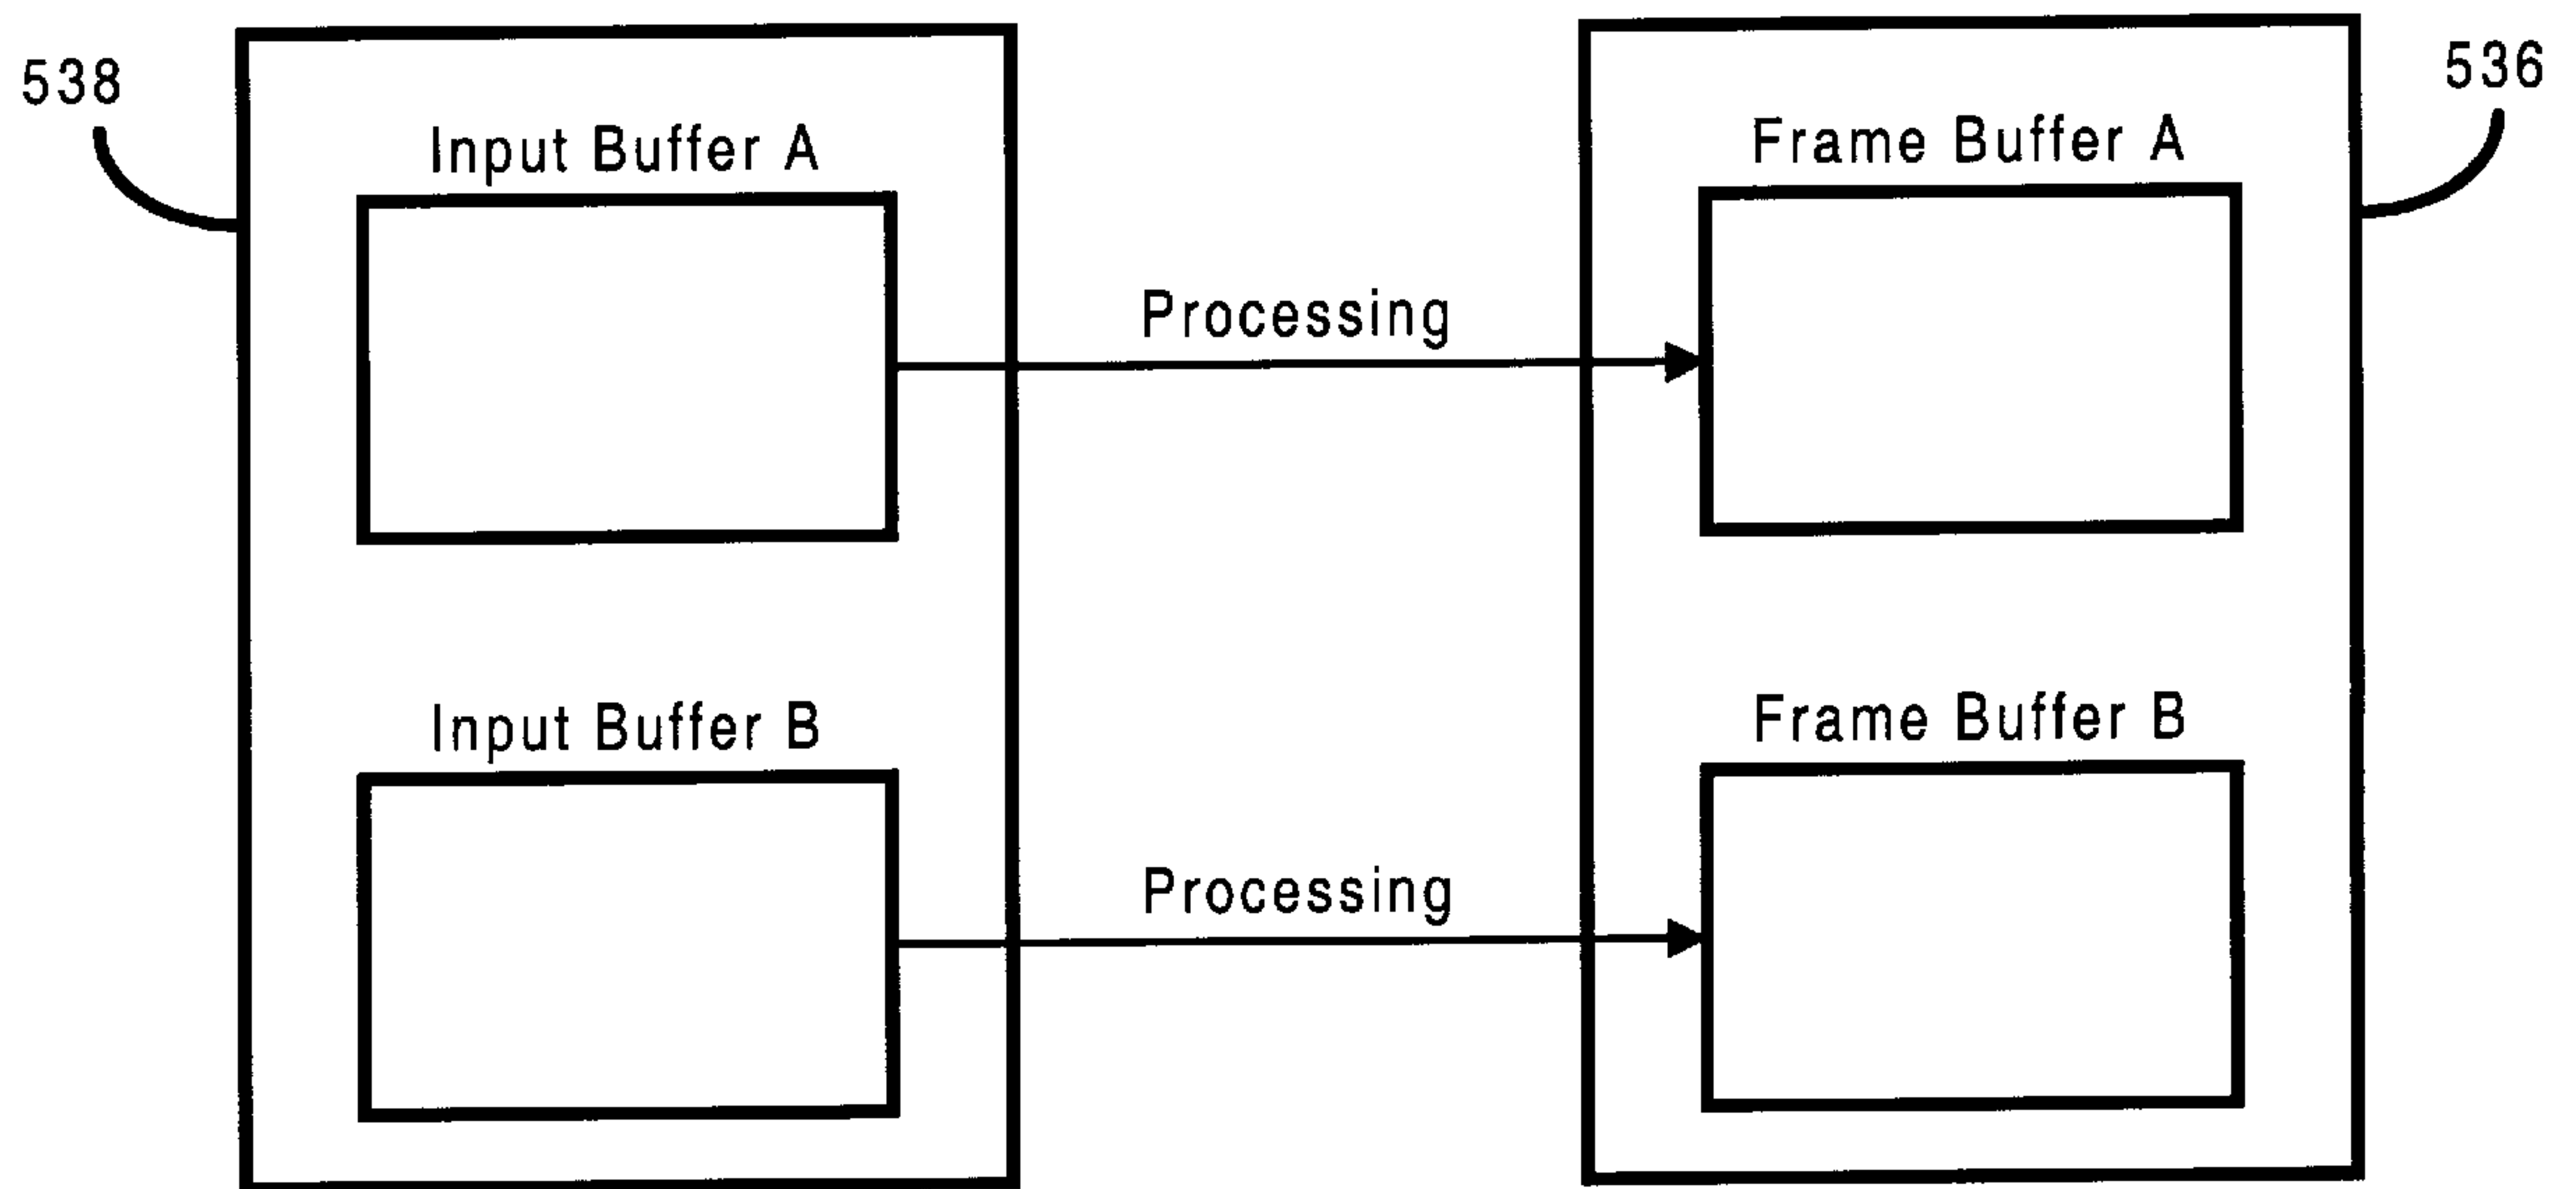 538
536
Input Buffer A
Frame Buffer A
Processing
Input Buffer B
Frame Buffer B
Processing